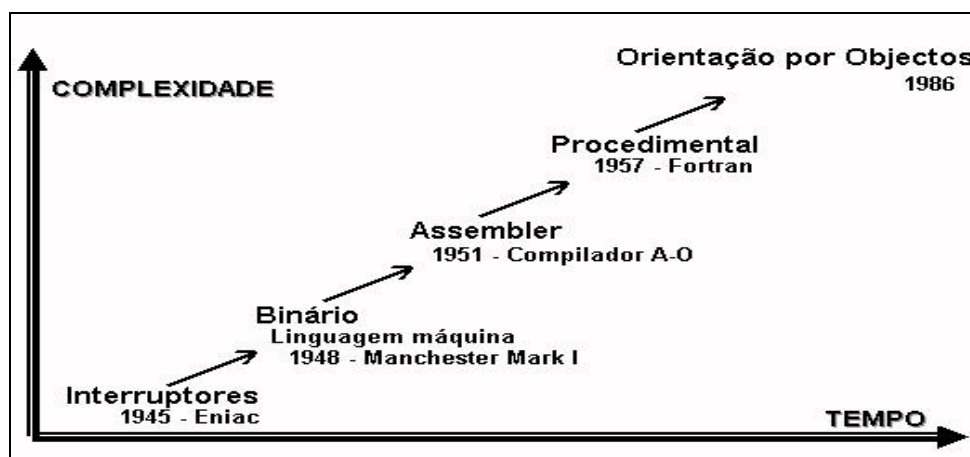 Orientação por Objectos
1986
COMPLEXIDADE
Procedimental
1957 - Fortran
Assembler
1951 - Compilador A-O
Binário
Linguagem máquina
1948 - Manchester Mark I
Interruptores
1945 - Eniac
TEMPO